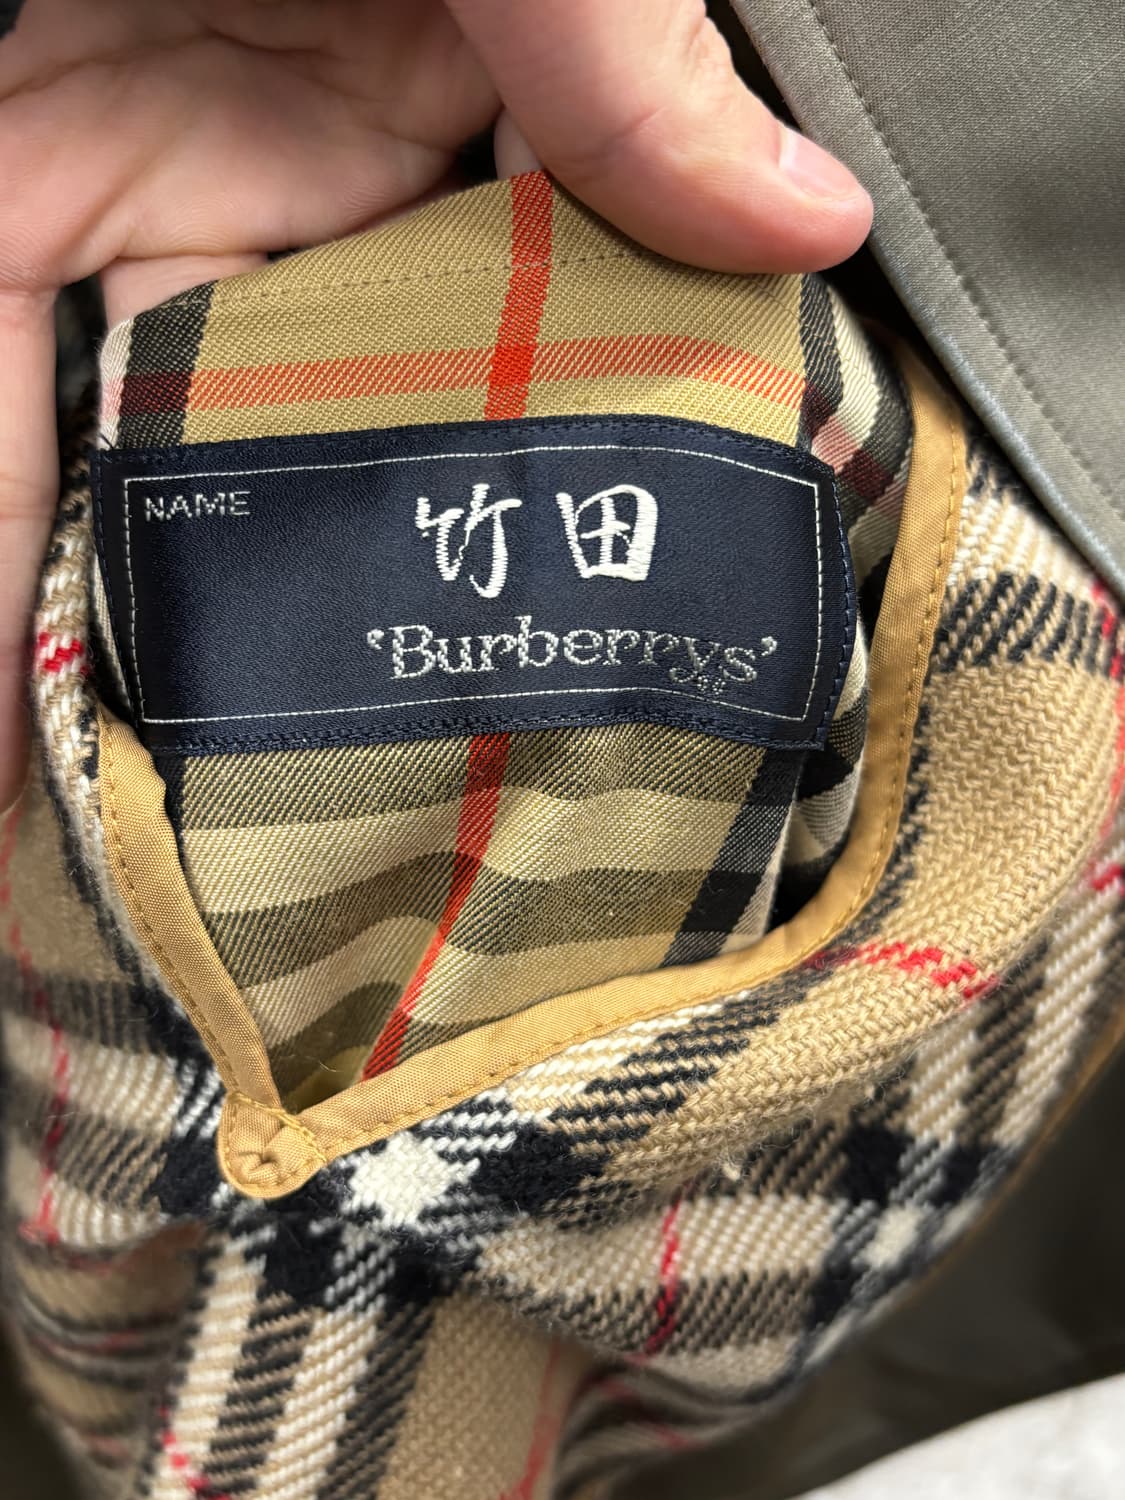 NAME
竹田
‘Burberrys’